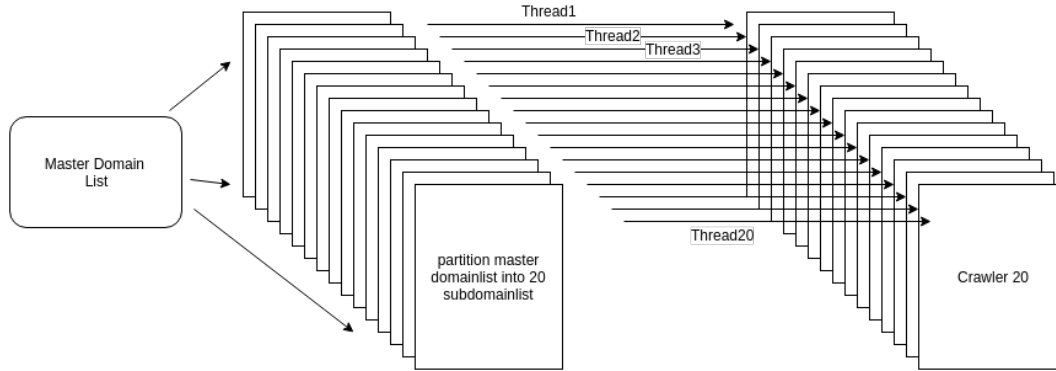 Thread1
Thread2
Thread3
Master Domain
List
Thread20
partition master
domainlist into 20
subdomainlist
Crawler 20